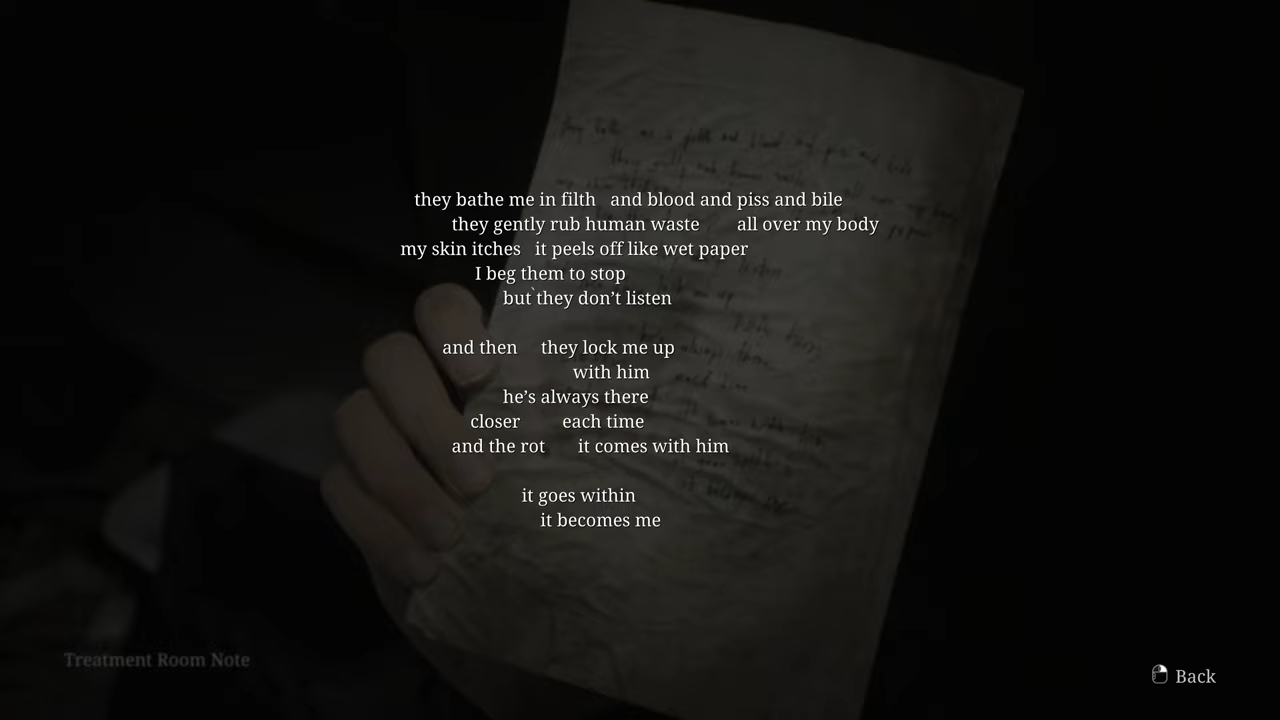 they bathe me in filth and blood and piss and bile
they gently rub human waste all over my body
my skin itches it peels off like wet paper
I beg them to stop
but they don’t listen
and then they lock me up
with him
he’s always there
closer each time
and the rot it comes with him
it goes within
it becomes me
Treatment Room Note
Back